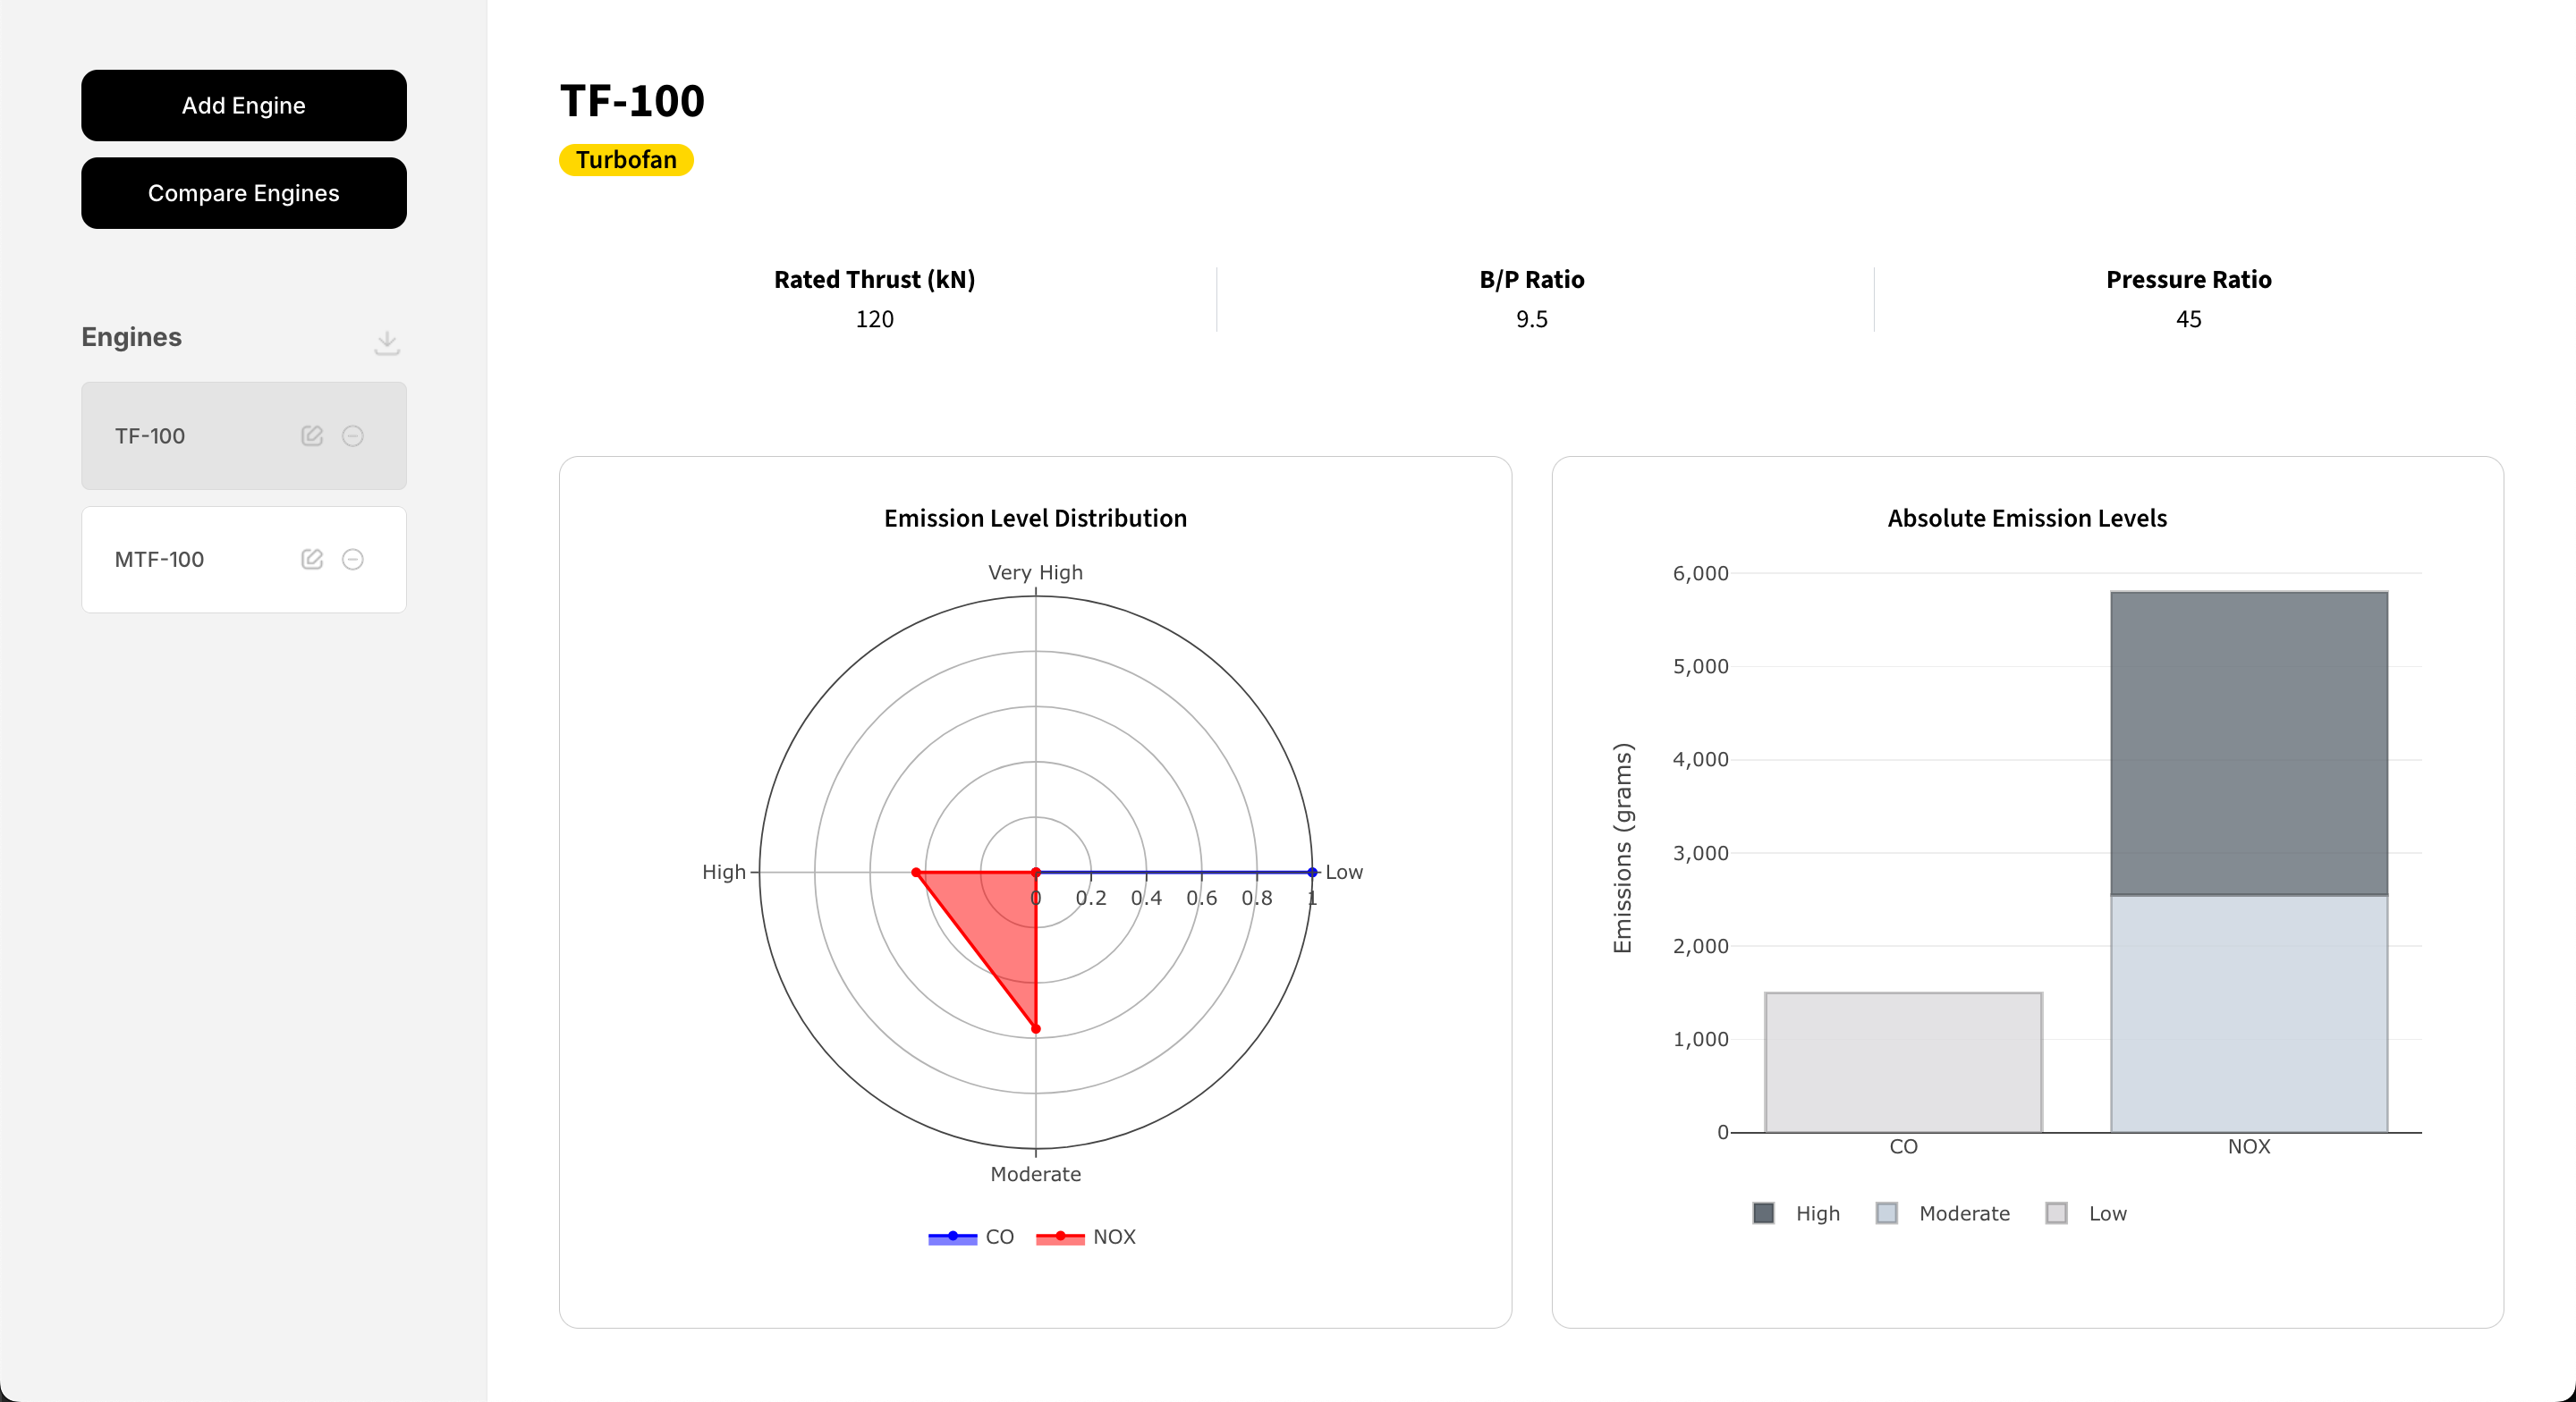 Add Engine
Compare Engines
Engines
TF-100
MTF-100
TF-100
Turbofan
Rated Thrust (kN)
120
B/P Ratio
9.5
Pressure Ratio
45
Emission Level Distribution
Very High
High
Low
0 0.2 0.4 0.6 0.8 1
Moderate
CO NOX
Absolute Emission Levels
Emissions (grams)
6,000
5,000
4,000
3,000
2,000
1,000
0
CO NOX
High Moderate Low